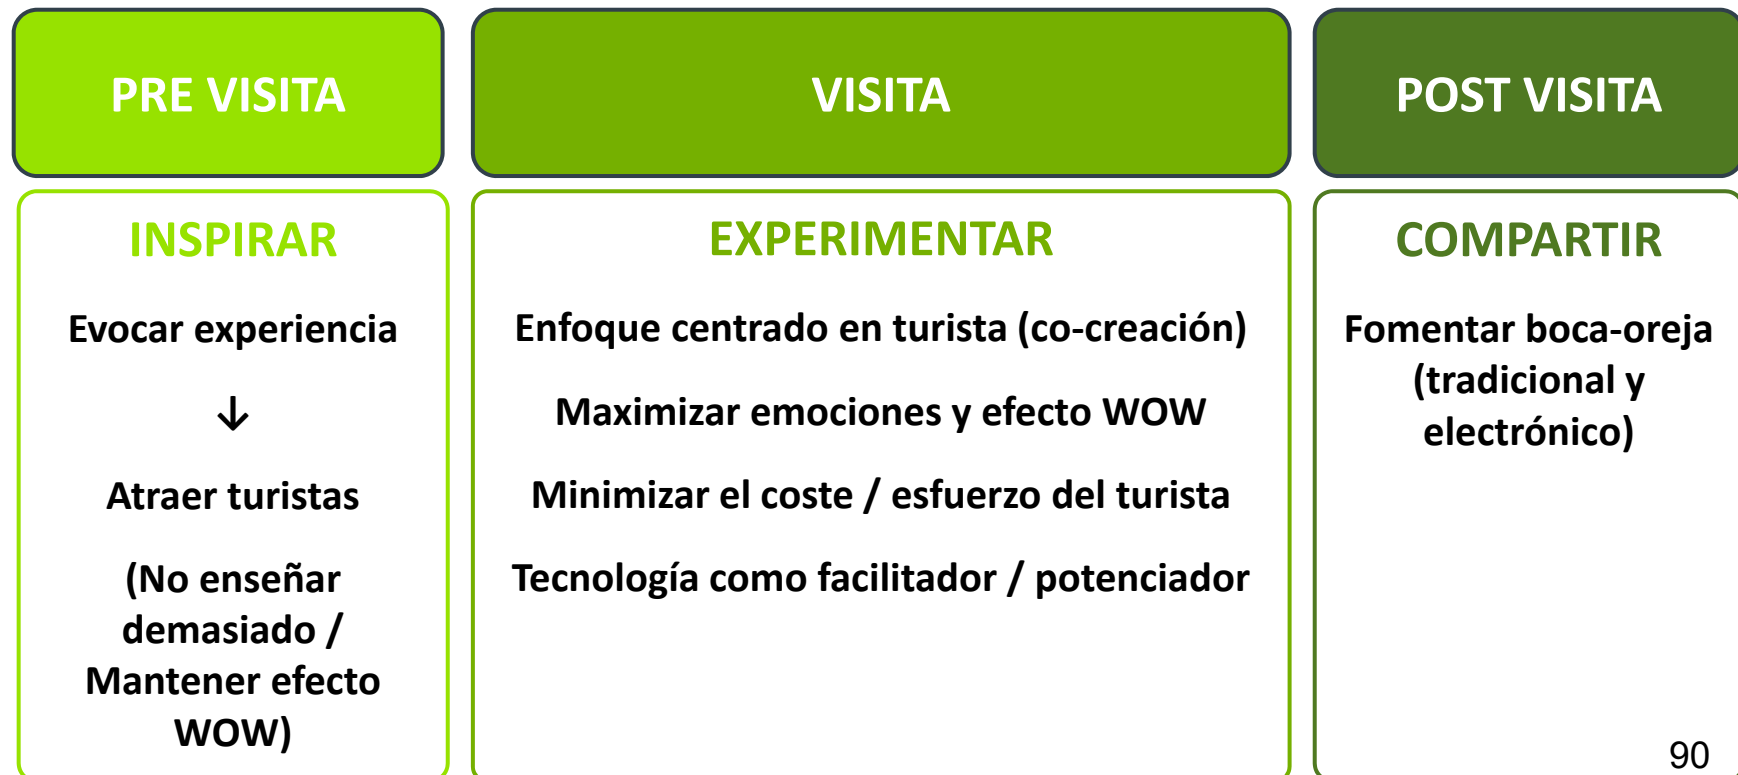 PRE VISITA
INSPIRAR
Evocar experiencia
↓
Atraer turistas
(No enseñar
demasiado /
Mantener efecto
WOW)
VISITA
EXPERIMENTAR
Enfoque centrado en turista (co-creación)
Maximizar emociones y efecto WOW
Minimizar el coste / esfuerzo del turista
Tecnología como facilitador / potenciador
POST VISITA
COMPARTIR
Fomentar boca-oreja
(tradicional y
electrónico)
90